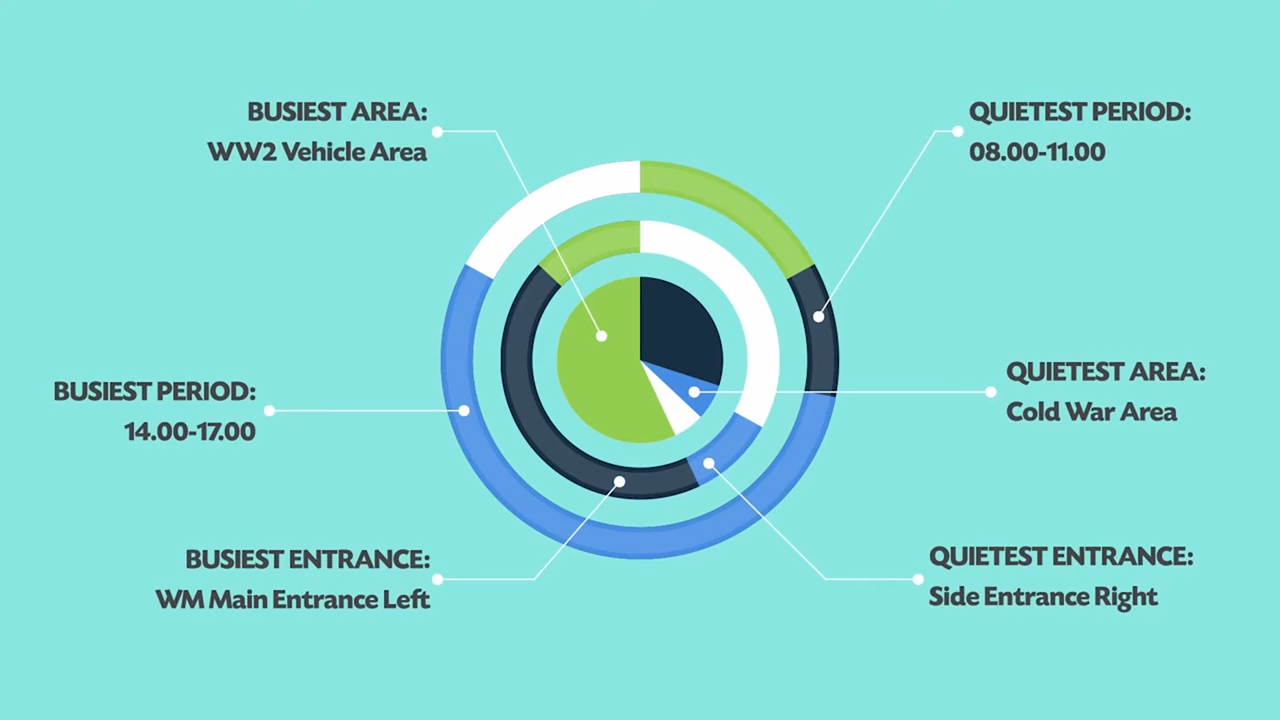 BUSIEST AREA:
WW2 Vehicle Area
QUIETEST PERIOD:
08.00-11.00
BUSIEST PERIOD:
14.00-17.00
QUIETEST AREA:
Cold War Area
BUSIEST ENTRANCE:
WM Main Entrance Left
QUIETEST ENTRANCE:
Side Entrance Right